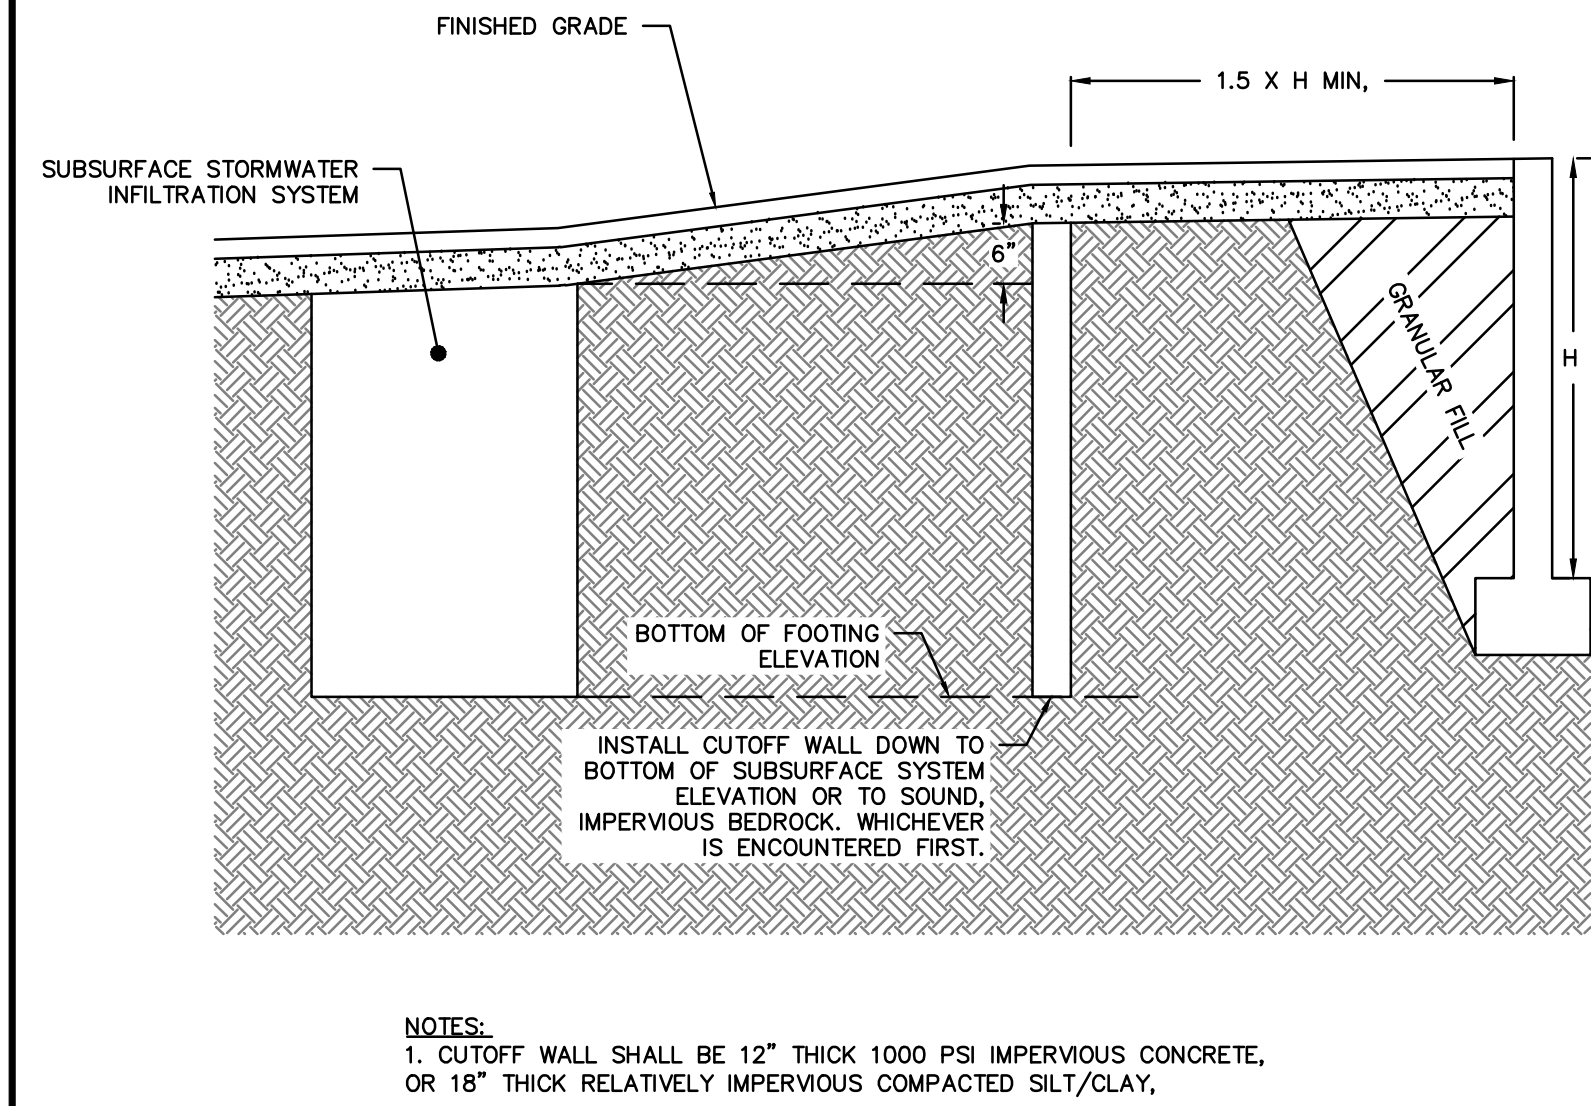 FINISHED GRADE
1.5 X H MIN,
SUBSURFACE STORMWATER
INFILTRATION SYSTEM
6"
GRANULAR FILL
H
BOTTOM OF FOOTING
ELEVATION
INSTALL CUTOFF WALL DOWN TO
BOTTOM OF SUBSURFACE SYSTEM
ELEVATION OR TO SOUND,
IMPERVIOUS BEDROCK. WHICHEVER
IS ENCOUNTERED FIRST.
NOTES:
1. CUTOFF WALL SHALL BE 12" THICK 1000 PSI IMPERVIOUS CONCRETE,
OR 18" THICK RELATIVELY IMPERVIOUS COMPACTED SILT/CLAY,